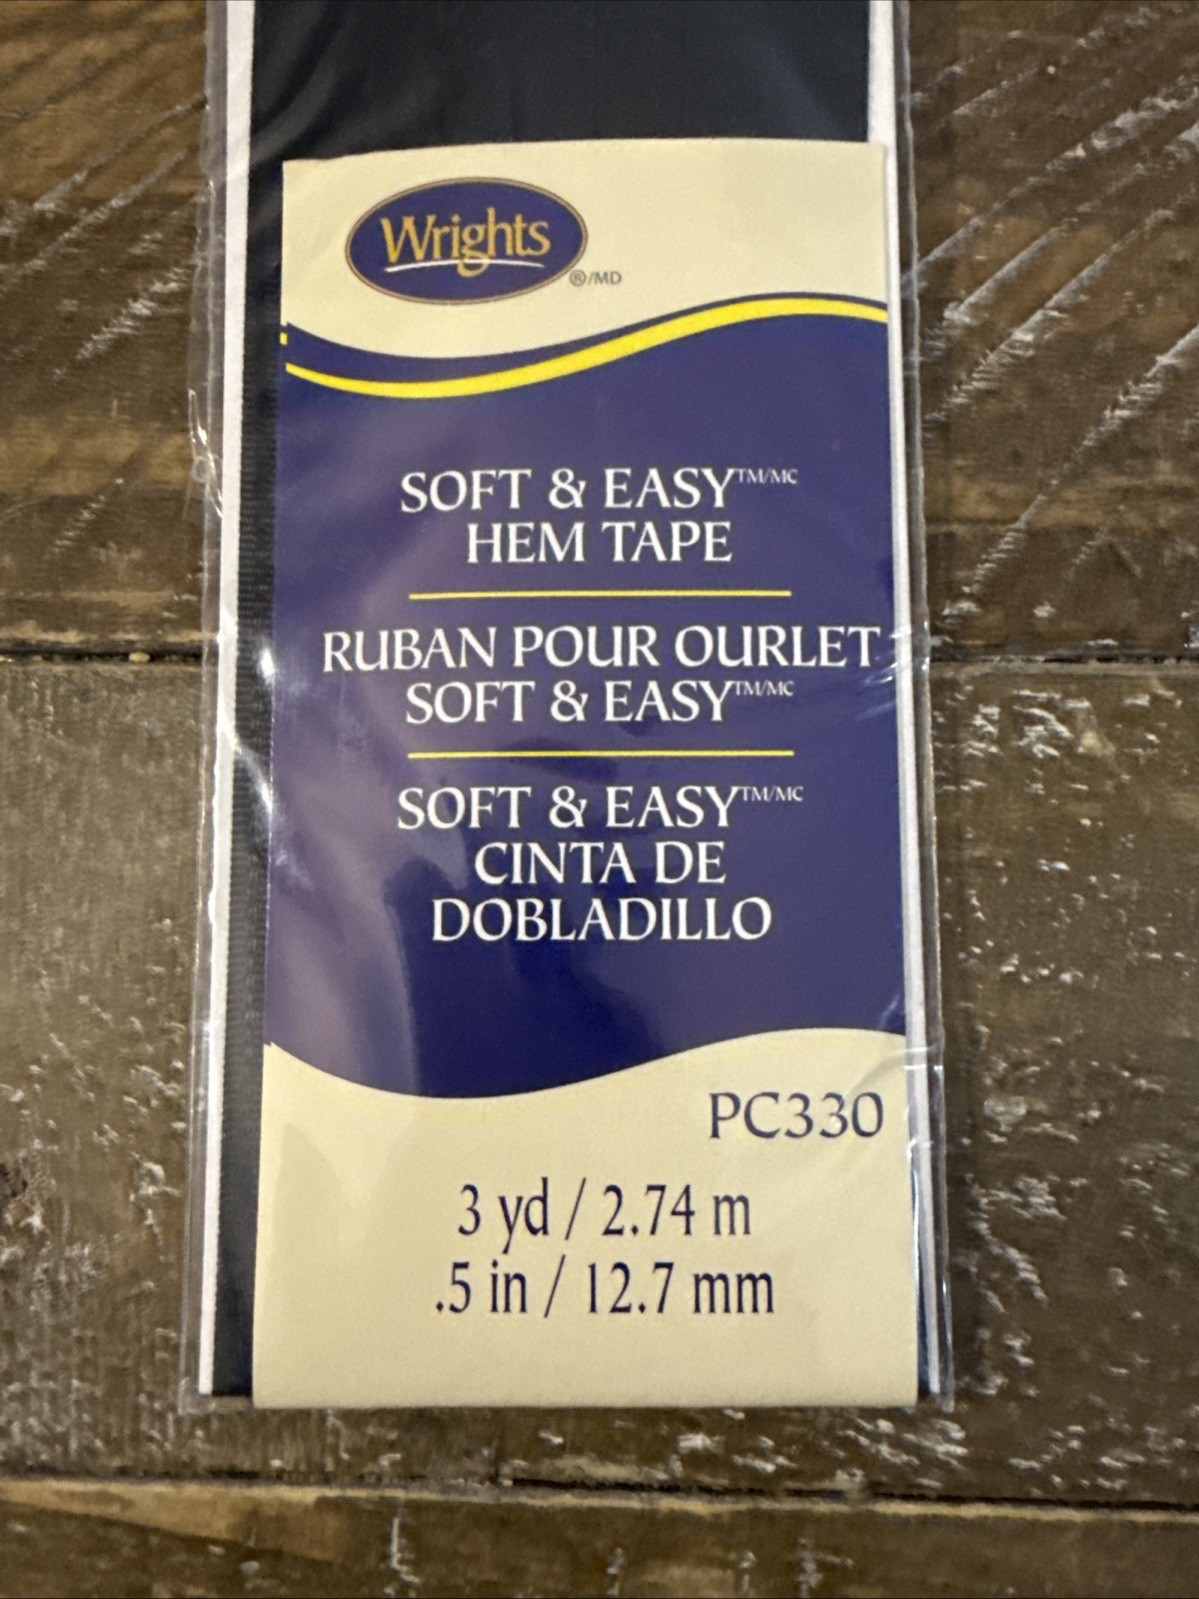 Wrights
®/MD
SOFT & EASY™/MC
HEM TAPE
RUBAN POUR OURLET
SOFT & EASY™/MC
SOFT & EASY™/MC
CINTA DE
DOBLADILLO
PC330
3 yd / 2.74 m
.5 in / 12.7 mm